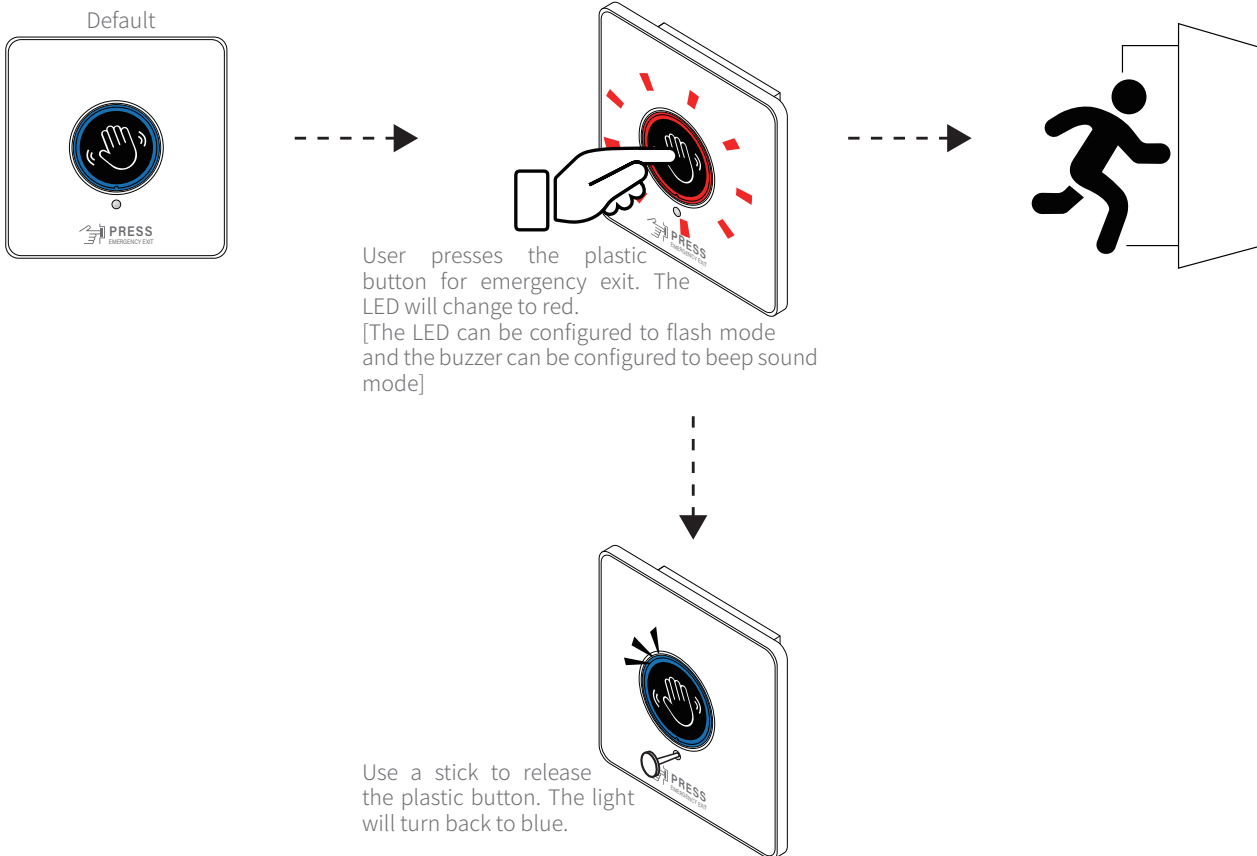 Default
PRESS
EMERGENCY EXIT
PRESS
EMERGENCY EXIT
User presses the plastic
button for emergency exit. The
LED will change to red.
[The LED can be configured to flash mode
and the buzzer can be configured to beep sound
mode]
PRESS
EMERGENCY EXIT
Use a stick to release
the plastic button. The light
will turn back to blue.